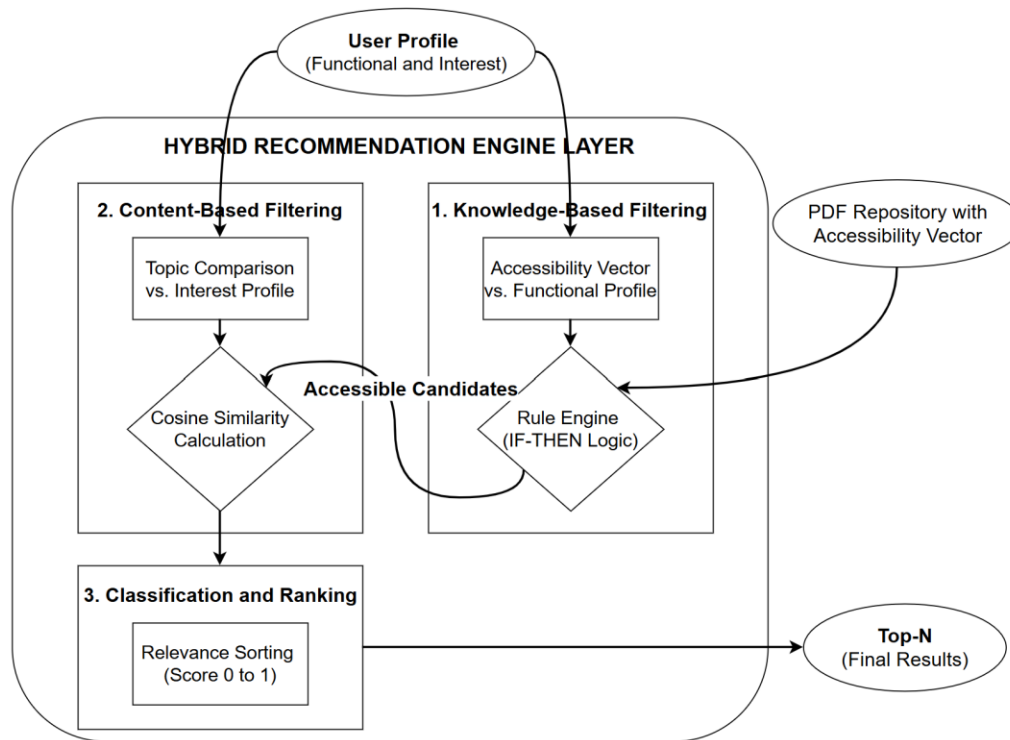 User Profile
(Functional and Interest)
HYBRID RECOMMENDATION ENGINE LAYER
2. Content-Based Filtering
Topic Comparison
vs. Interest Profile
Cosine Similarity
Calculation
1. Knowledge-Based Filtering
Accessibility Vector
vs. Functional Profile
Rule Engine
(IF-THEN Logic)
Accessible Candidates
PDF Repository with
Accessibility Vector
3. Classification and Ranking
Relevance Sorting
(Score 0 to 1)
Top-N
(Final Results)